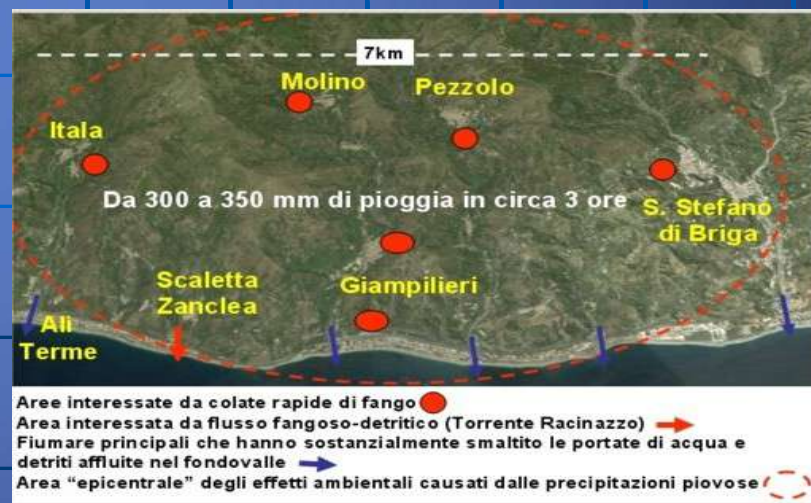 7km
Molino
Pezzolo
Itala
Da 300 a 350 mm di pioggia in circa 3 ore
S. Stefano
di Briga
Scaletta
Zanclea
Giampilieri
Alì
Terme
Aree interessate da colate rapide di fango
Area interessata da flusso fangoso-detritico (Torrente Racinazzo)
Fiumare principali che hanno sostanzialmente smaltito le portate di acqua e
detriti affluite nel fondovalle
Area “epicentrale” degli effetti ambientali causati dalle precipitazioni piovose